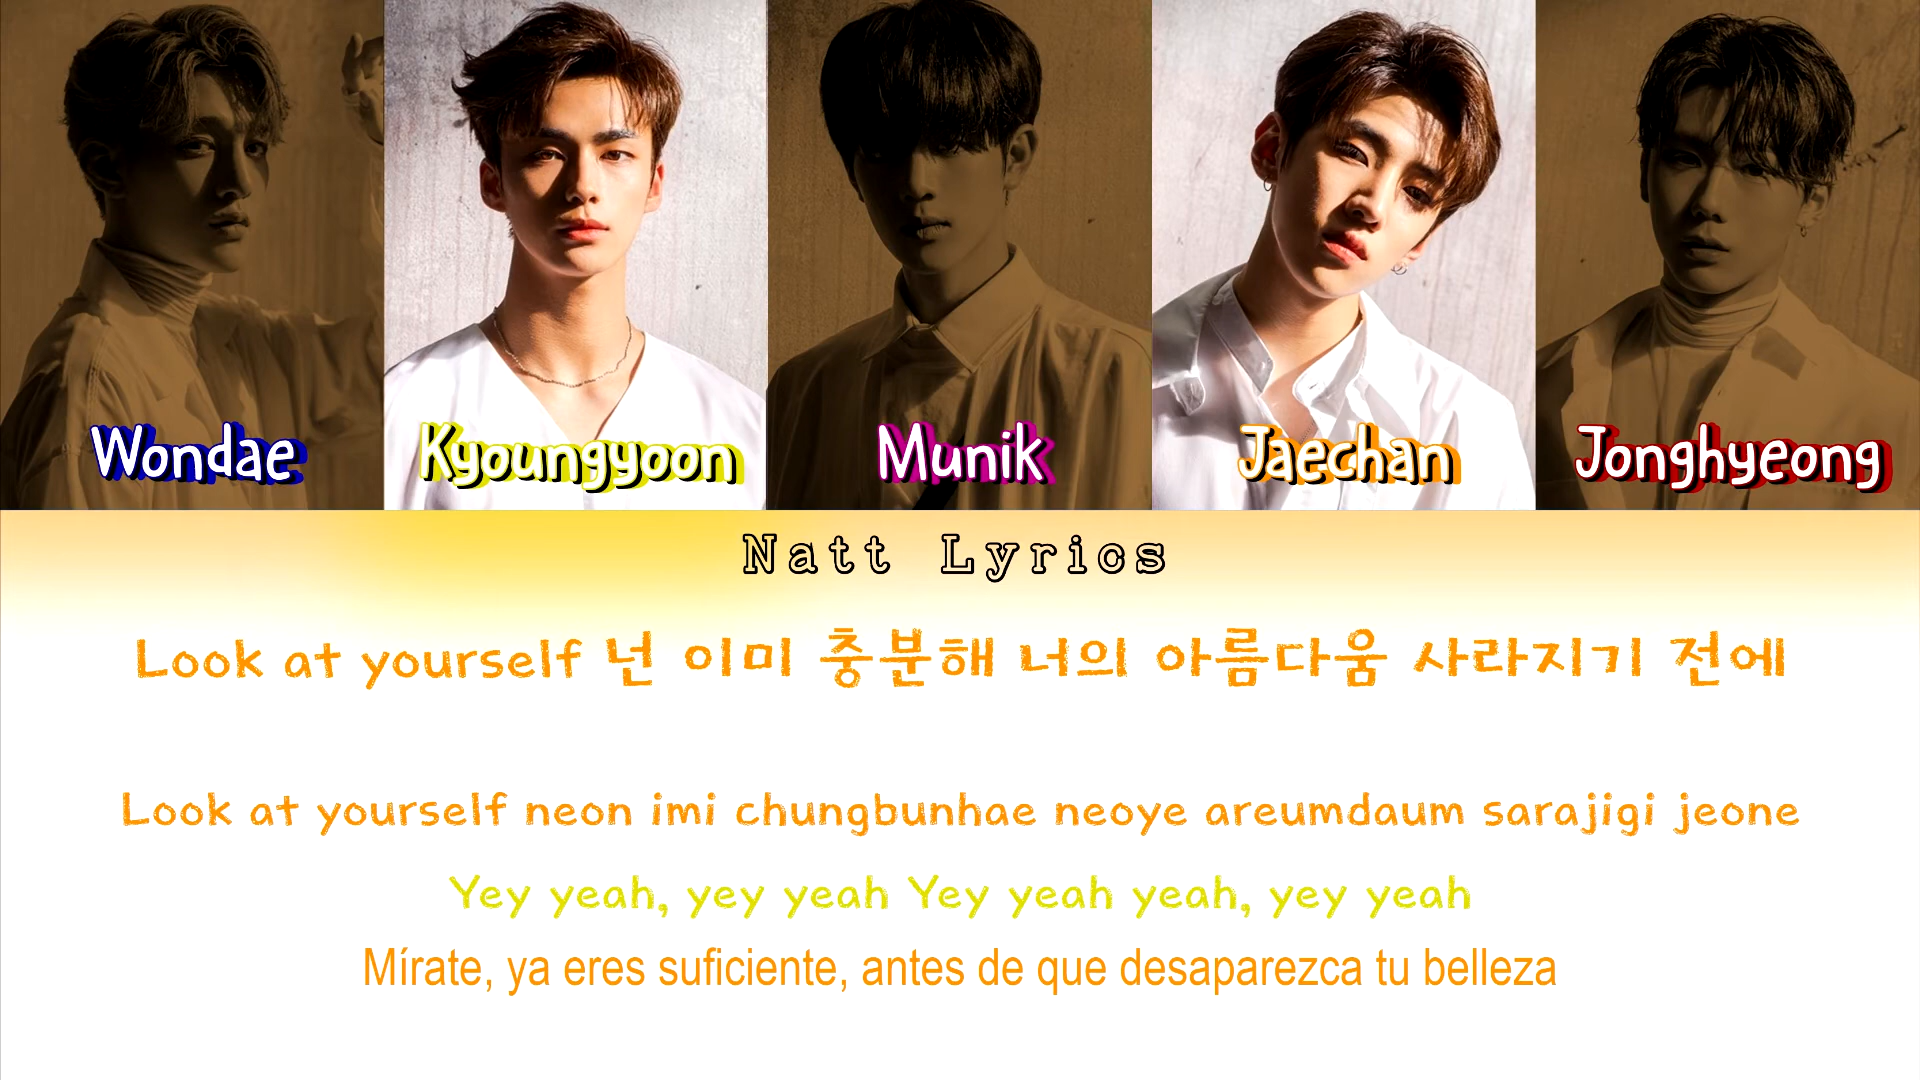 Wondae
Kyoungyoon
Munik
Jaechan
Jonghyeong
Natt Lyrics
Look at yourself 넌 이미 충분해 너의 아름다움 사라지기 전에
Look at yourself neon imi chungbunhae neoye areumdaum sarajigi jeone
Yey yeah, yey yeah Yey yeah yeah, yey yeah
Mírate, ya eres suficiente, antes de que desaparezca tu belleza